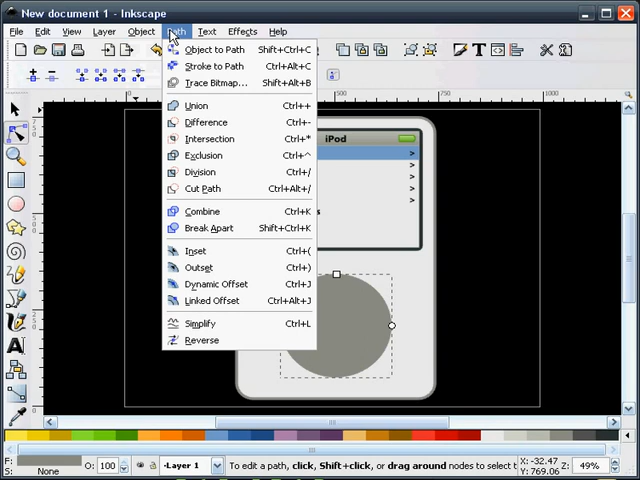 New document 1 - Inkscape
File Edit View Layer Object Path Text Effects Help
Object to Path Shift+Ctrl+C
Stroke to Path Ctrl+Alt+C
Trace Bitmap... Shift+Alt+B
Union Ctrl++
Difference Ctrl+-
Intersection Ctrl+*
Exclusion Ctrl+^
Division Ctrl+/
Cut Path Ctrl+Alt+/
Combine Ctrl+K
Break Apart Shift+Ctrl+K
Inset Ctrl+(
Outset Ctrl+)
Dynamic Offset Ctrl+J
Linked Offset Ctrl+Alt+J
Simplify Ctrl+L
Reverse
0 500 750
iPod
>
>
>
>
> 
s
F:
S: None
O: 100
Layer 1
To edit a path, click, Shift+click, or drag around nodes to select t
X: -32.47
Y: 769.06
Z: 49%